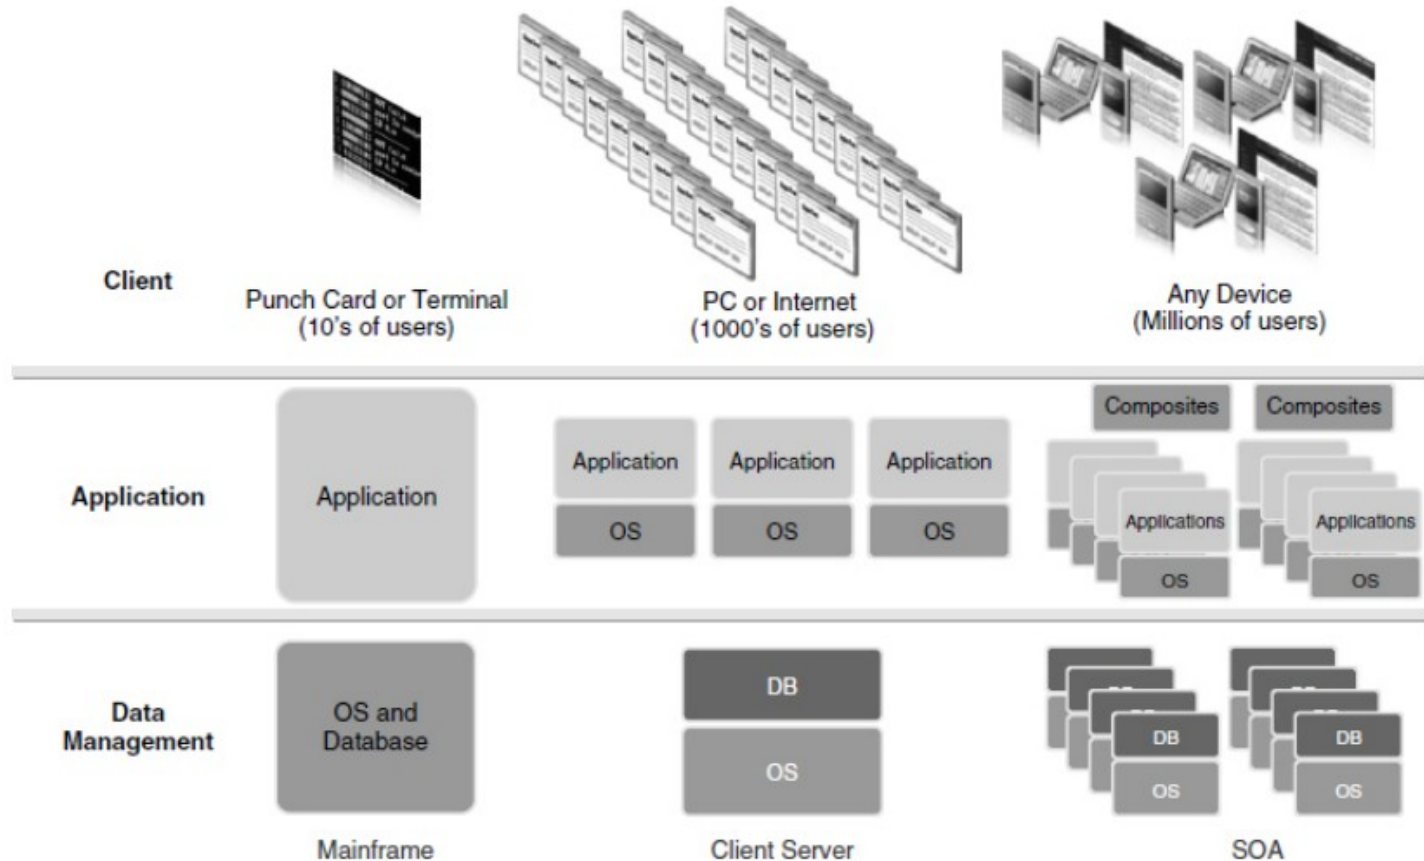 Client
Punch Card or Terminal
(10's of users)
PC or Internet
(1000's of users)
Any Device
(Millions of users)
Application
Application
Application
OS
Application
OS
Application
OS
Composites
Composites
Applications
OS
Applications
OS
Data
Management
OS and
Database
DB
OS
DB
OS
DB
OS
Mainframe
Client Server
SOA